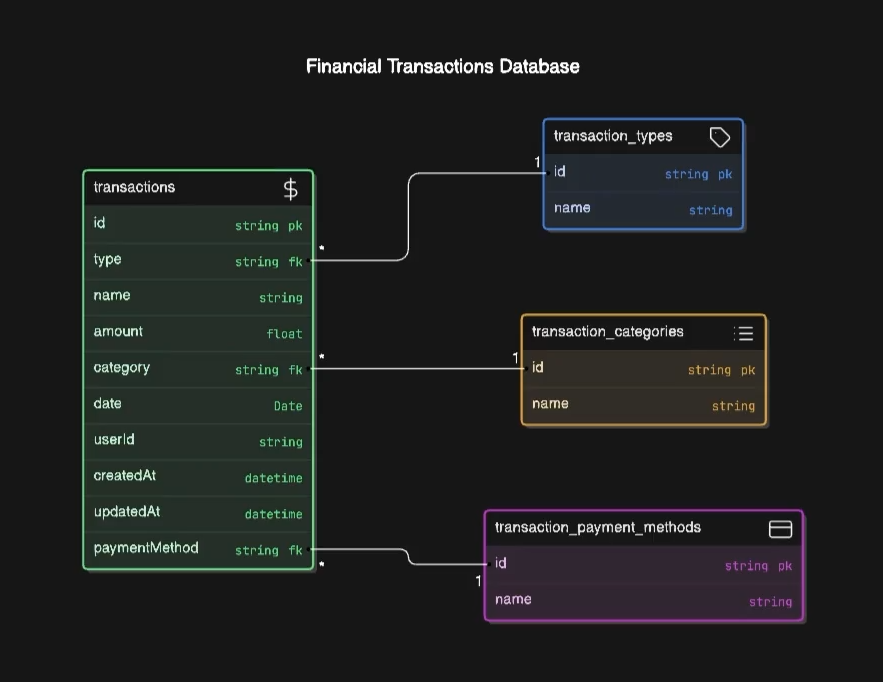 Financial Transactions Database
transactions
id string pk
type string fk
name string
amount float
category string fk
date Date
userId string
createdAt datetime
updatedAt datetime
paymentMethod string fk
*
*
*
1
transaction_types
id string pk
name string
1
transaction_categories
id string pk
name string
1
transaction_payment_methods
id string pk
name string